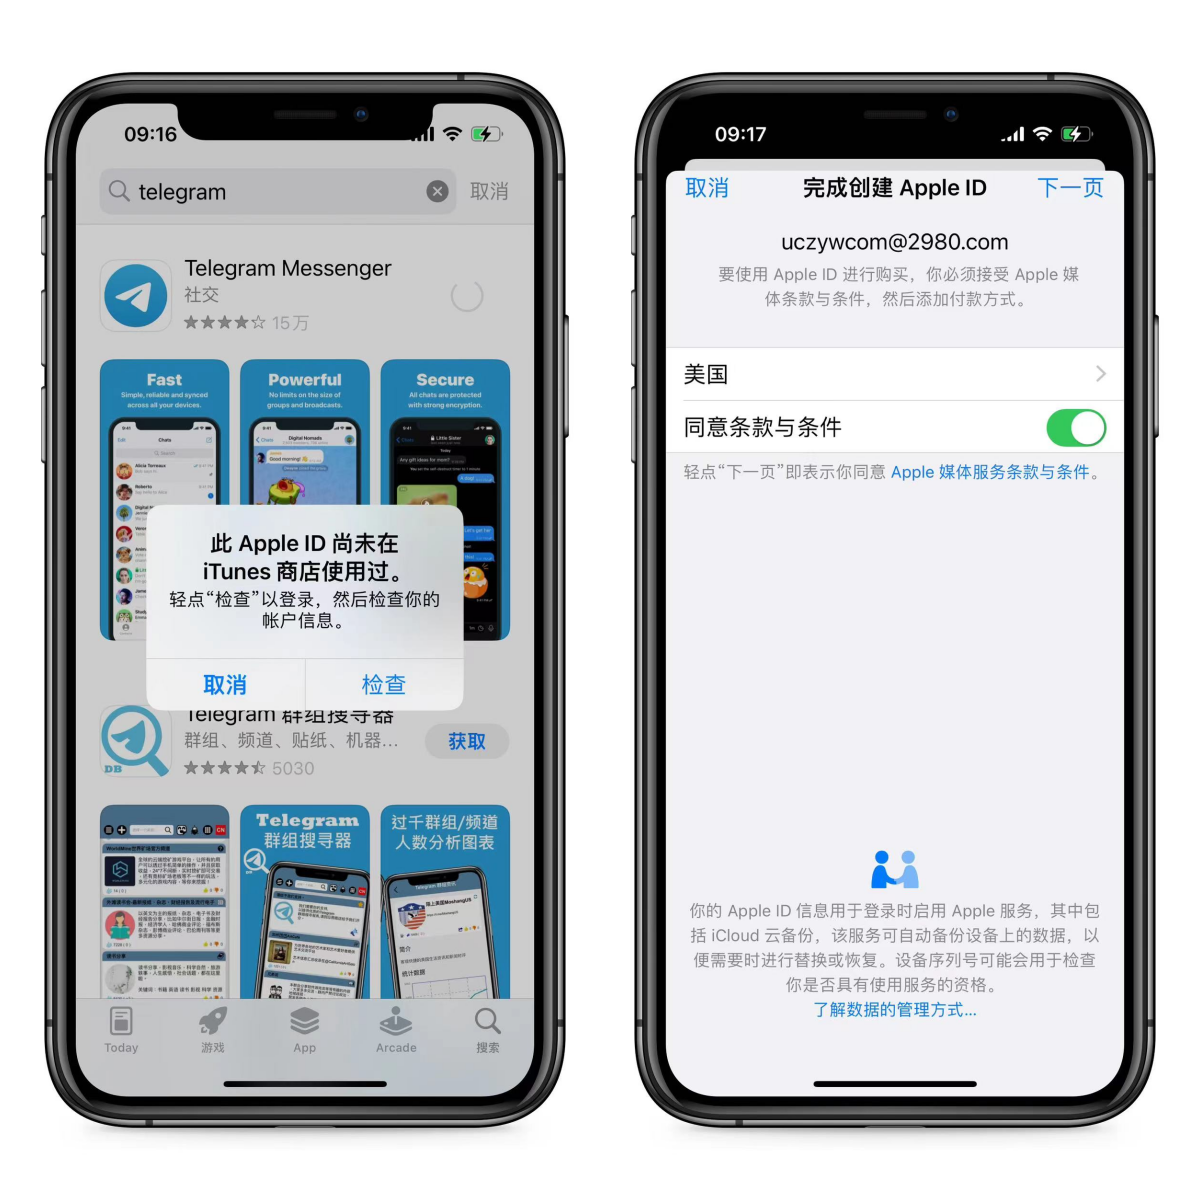 09:16
telegram
取消
Telegram Messenger
社交
15万
Fast
Simple, reliable and synced
across all your devices.
Powerful
No limits on the size of
groups and broadcasts.
Secure
All chats are protected
with strong encryption.
此 Apple ID 尚未在
iTunes 商店使用过。
轻点“检查”以登录，然后检查你的
帐户信息。
取消
检查
Telegram 群组搜寻器
群组、频道、贴纸、机器...
5030
获取
DB
Telegram
群组搜寻器
过千群组/频道
人数分析图表
简介
统计数据
Today
游戏
App
Arcade
搜索
09:17
取消
完成创建 Apple ID
下一页
uczywcom@2980.com
要使用 Apple ID 进行购买，你必须接受 Apple 媒
体条款与条件，然后添加付款方式。
美国
同意条款与条件
轻点“下一页”即表示你同意 Apple 媒体服务条款与条件。
你的 Apple ID 信息用于登录时启用 Apple 服务，其中包
括 iCloud 云备份，该服务可自动备份设备上的数据，以
便需要时进行替换或恢复。设备序列号可能会用于检查
你是否具有使用服务的资格。
了解数据的管理方式...